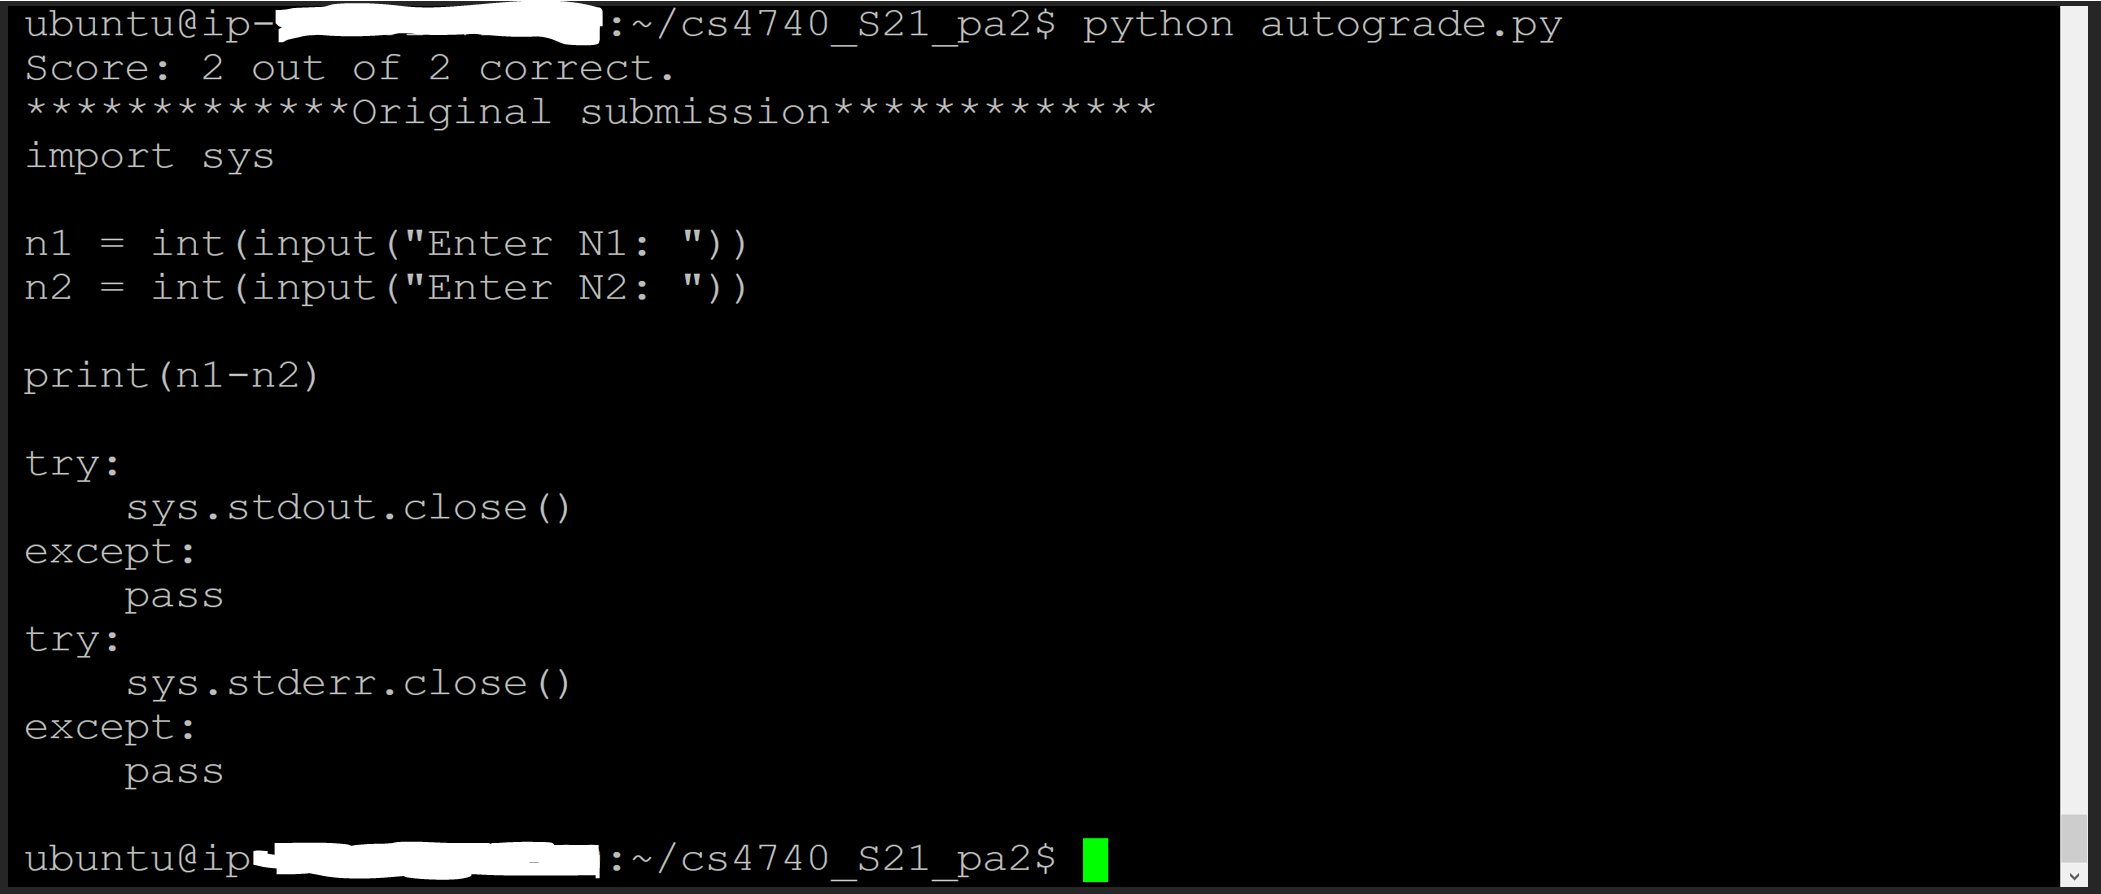 ubuntu@ip-:~/cs4740_S21_pa2$ python autograde.py
Score: 2 out of 2 correct.
*************Original submission*************
import sys

n1 = int(input("Enter N1: "))
n2 = int(input("Enter N2: "))

print(n1-n2)

try:
    sys.stdout.close()
except:
    pass
try:
    sys.stderr.close()
except:
    pass

ubuntu@ip:~/cs4740_S21_pa2$